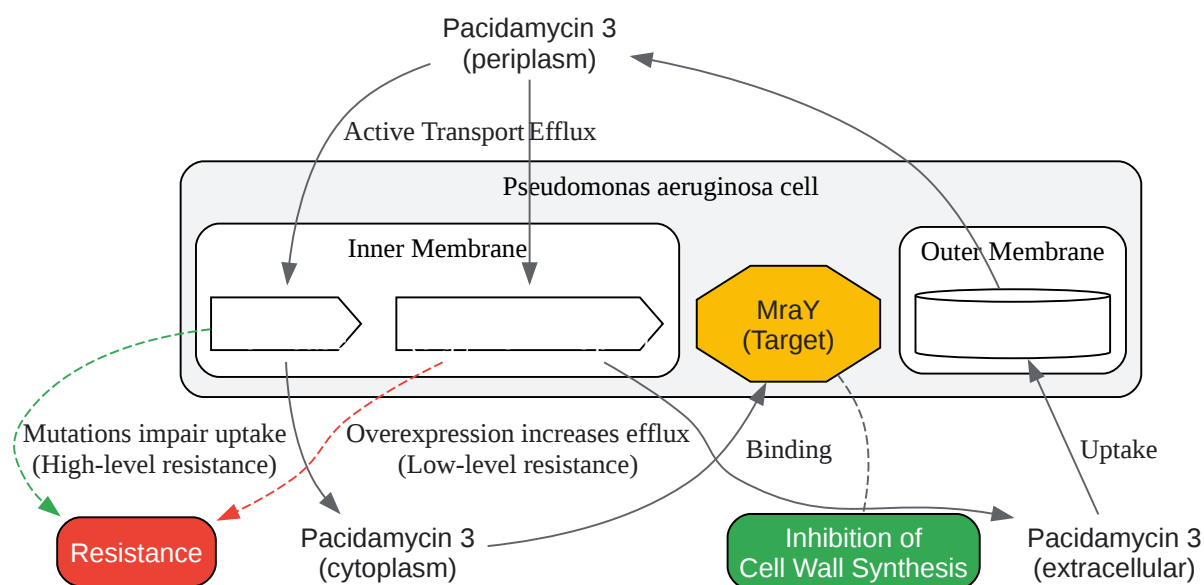 Pacidamycin 3
(periplasm)
Active Transport
Efflux
Pseudomonas aeruginosa cell
Inner Membrane
Outer Membrane
MraY
(Target)
Mutations impair uptake
(High-level resistance)
Overexpression increases efflux
(Low-level resistance)
Binding
Uptake
Resistance
Pacidamycin 3
(cytoplasm)
Inhibition of
Cell Wall Synthesis
Pacidamycin 3
(extracellular)